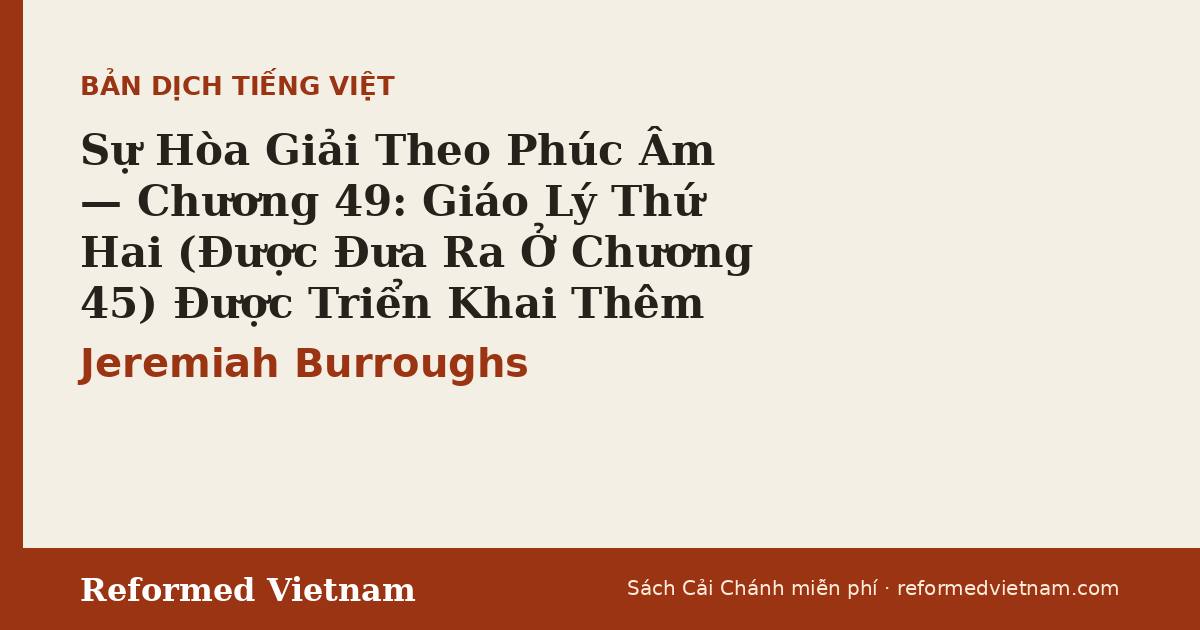 BẢN DỊCH TIẾNG VIỆT
Sự Hòa Giải Theo Phúc Âm
— Chương 49: Giáo Lý Thứ
Hai (Được Đưa Ra Ở Chương
45) Được Triển Khai Thêm
Jeremiah Burroughs
Reformed Vietnam
Sách Cải Chánh miễn phí · reformedvietnam.com